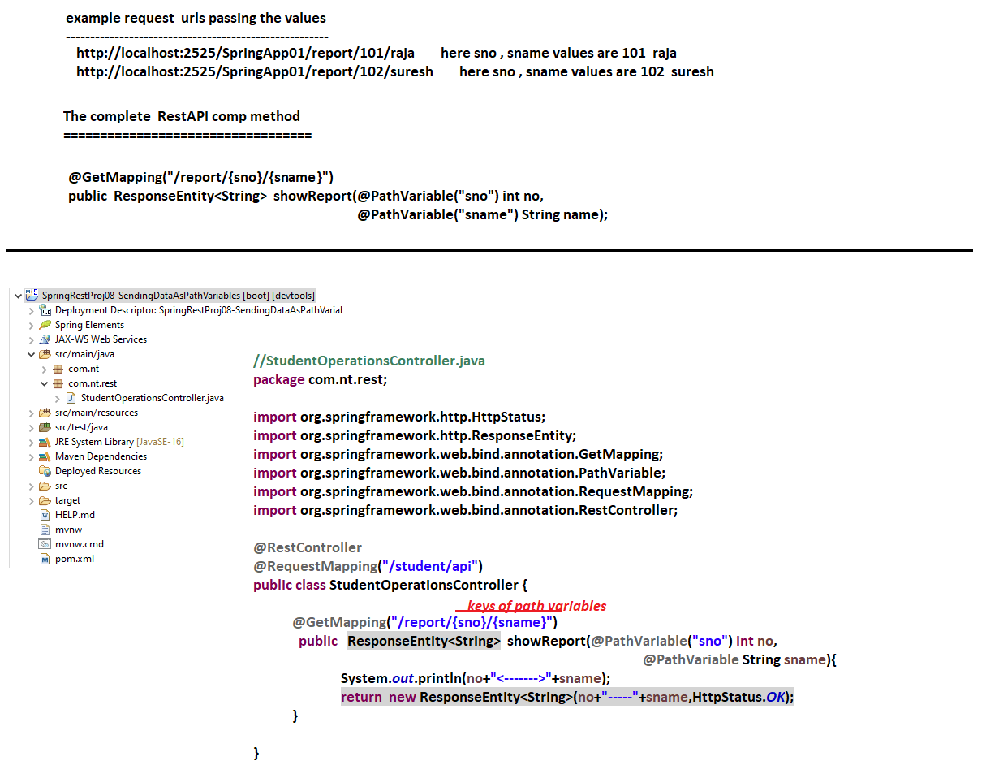 example request  urls passing the values
------------------------------------------------------
http://localhost:2525/SpringApp01/report/101/raja       here sno , sname values are 101  raja
http://localhost:2525/SpringApp01/report/102/suresh       here sno , sname values are 102  suresh
The complete  RestAPI comp method
==================================
@GetMapping("/report/{sno}/{sname}")
public  ResponseEntity<String>  showReport(@PathVariable("sno") int no,
@PathVariable("sname") String name);
SpringRestProj08-SendingDataAsPathVariables [boot] [devtools]
Deployment Descriptor: SpringRestProj08-SendingDataAsPathVarial
Spring Elements
JAX-WS Web Services
src/main/java
com.nt
com.nt.rest
StudentOperationsController.java
src/main/resources
src/test/java
JRE System Library [JavaSE-16]
Maven Dependencies
Deployed Resources
src
target
HELP.md
mvnw
mvnw.cmd
pom.xml
//StudentOperationsController.java
package com.nt.rest;
import org.springframework.http.HttpStatus;
import org.springframework.http.ResponseEntity;
import org.springframework.web.bind.annotation.GetMapping;
import org.springframework.web.bind.annotation.PathVariable;
import org.springframework.web.bind.annotation.RequestMapping;
import org.springframework.web.bind.annotation.RestController;
@RestController
@RequestMapping("/student/api")
public class StudentOperationsController {
keys of path variables
@GetMapping("/report/{sno}/{sname}")
public   ResponseEntity<String>  showReport(@PathVariable("sno") int no,
@PathVariable String sname){
System.out.println(no+"<------->"+sname);
return  new ResponseEntity<String>(no+"-----"+sname,HttpStatus.OK);
}
}